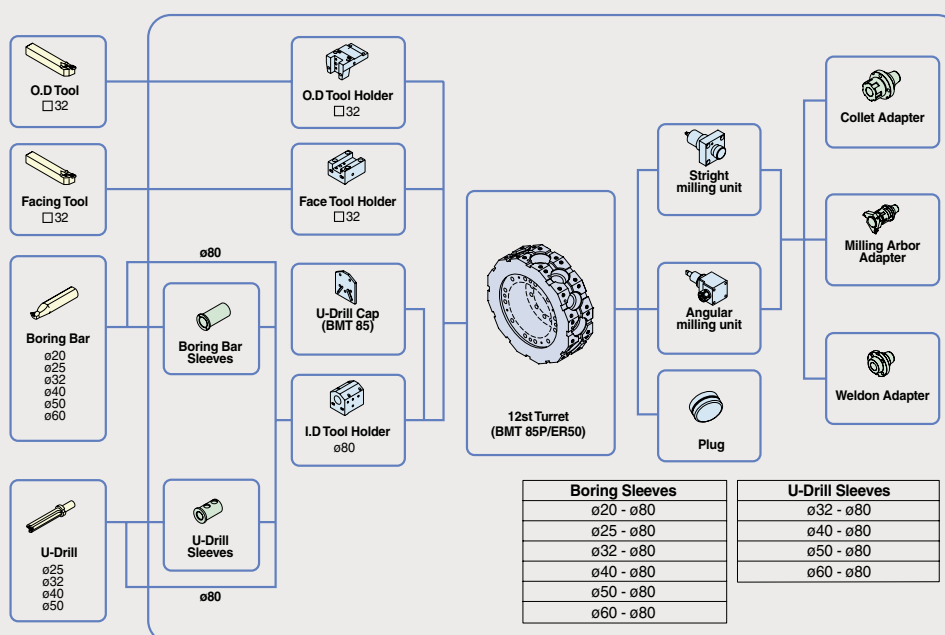 O.D Tool
□32
Facing Tool
□32
ø80
Boring Bar
ø20
ø25
ø32
ø40
ø50
ø60
Boring Bar
Sleeves
U-Drill
ø25
ø32
ø40
ø50
U-Drill
Sleeves
ø80
O.D Tool Holder
□32
Face Tool Holder
□32
U-Drill Cap
(BMT 85)
I.D Tool Holder
ø80
12st Turret
(BMT 85P/ER50)
Stright
milling unit
Angular
milling unit
Plug
Collet Adapter
Milling Arbor
Adapter
Weldon Adapter
Boring Sleeves
ø20 - ø80
ø25 - ø80
ø32 - ø80
ø40 - ø80
ø50 - ø80
ø60 - ø80
U-Drill Sleeves
ø32 - ø80
ø40 - ø80
ø50 - ø80
ø60 - ø80